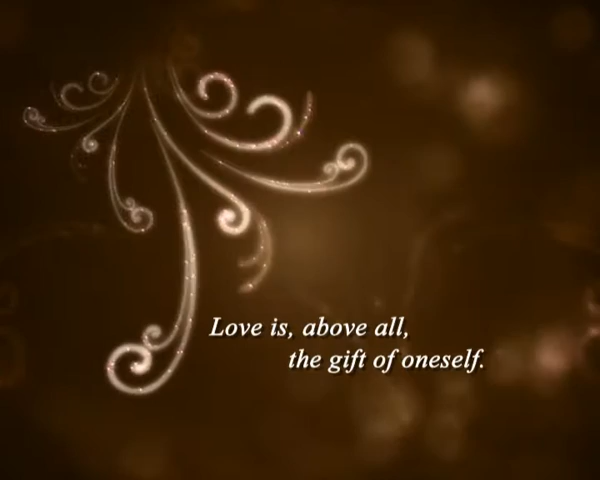 Love is, above all,
the gift of oneself.